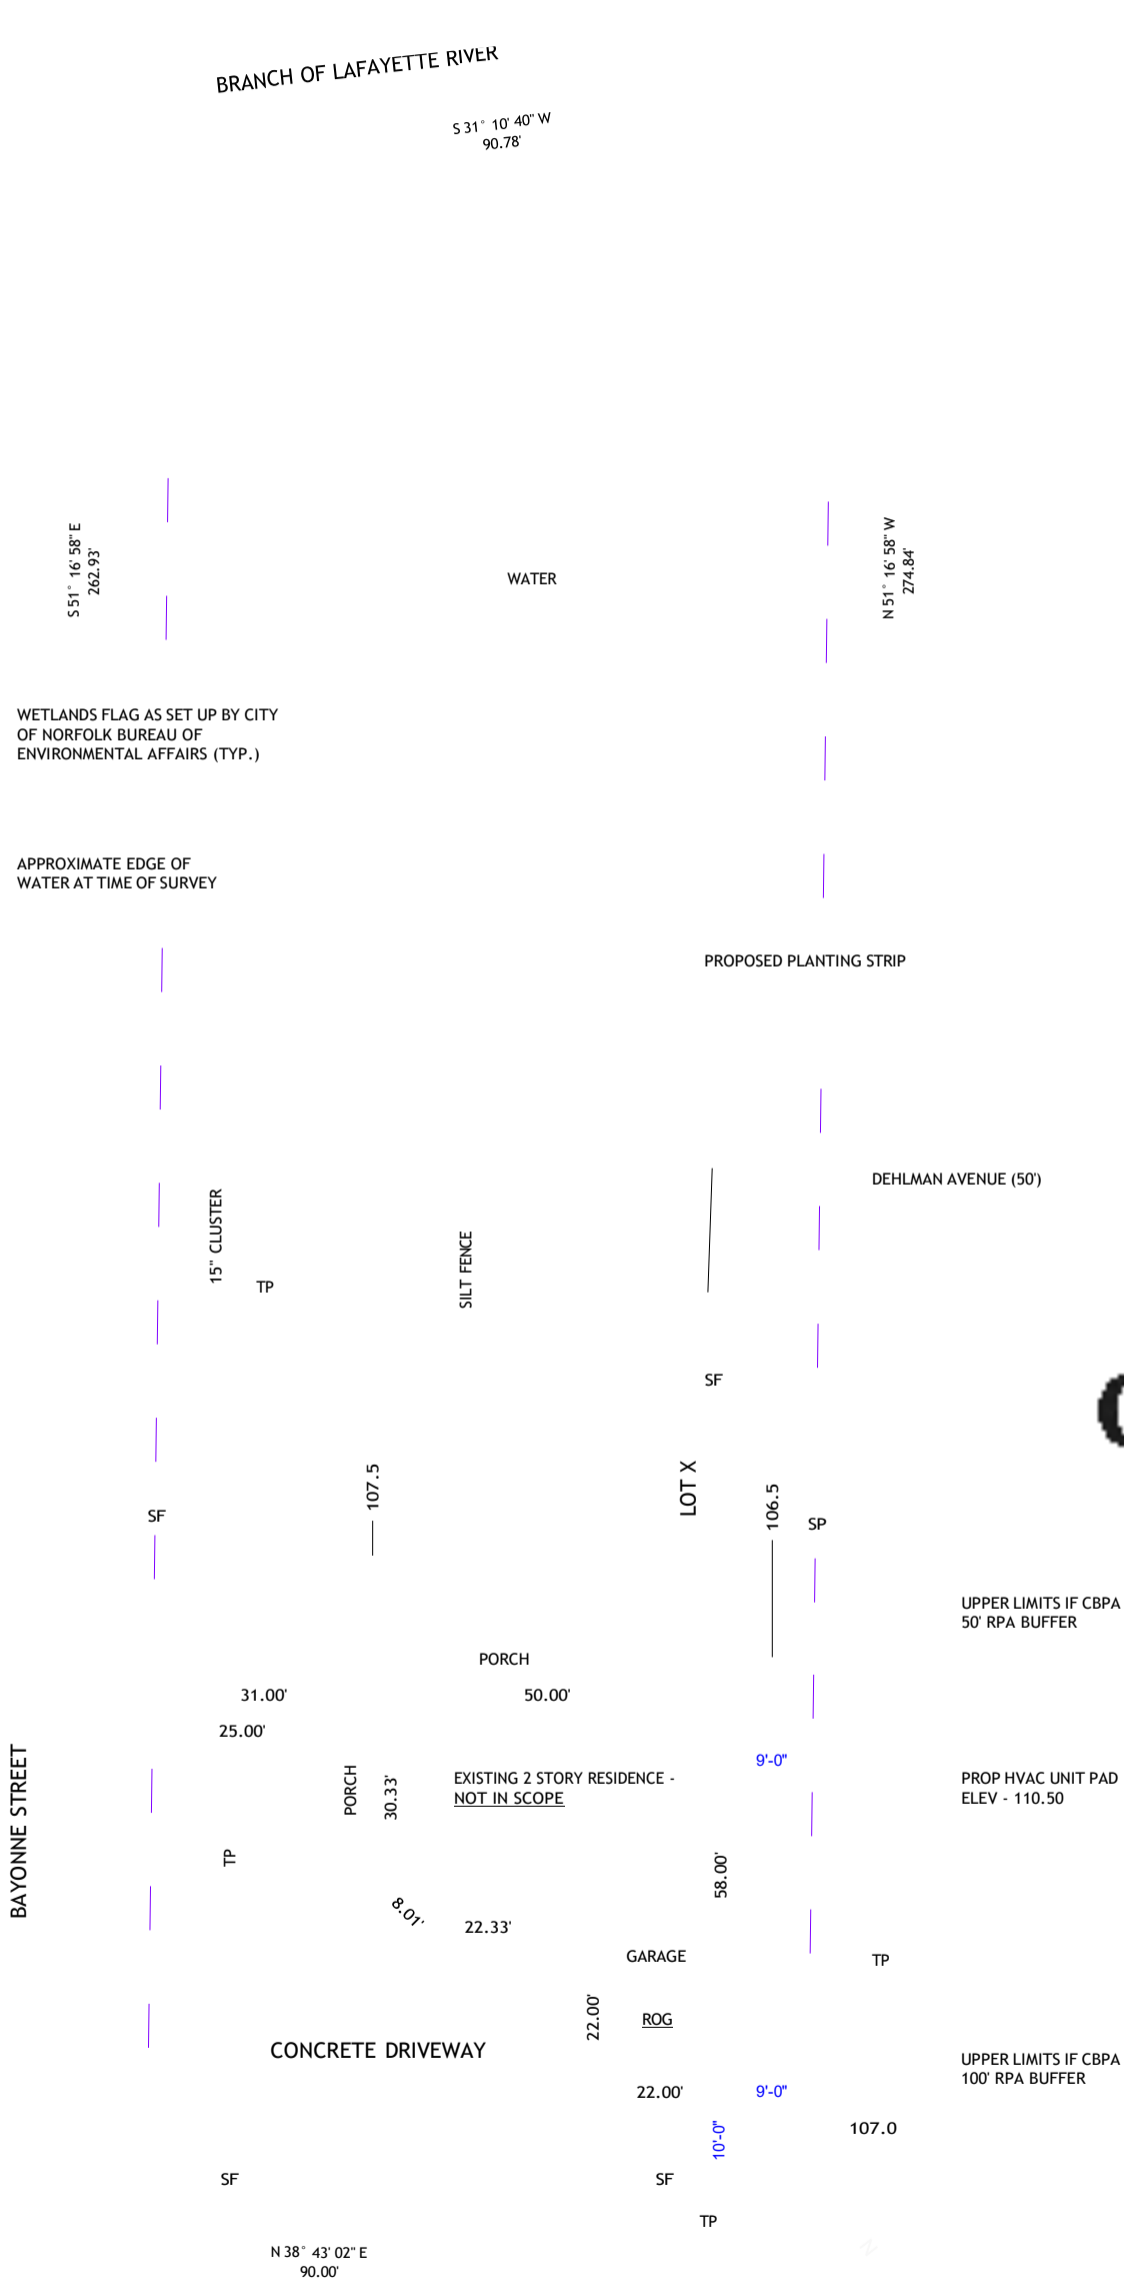 BRANCH OF LAFAYETTE RIVER
S 31° 10' 40" W
90.78'
S 51° 16' 58" E
262.93'
WATER
N 51° 16' 58" W
274.84'
WETLANDS FLAG AS SET UP BY CITY
OF NORFOLK BUREAU OF
ENVIRONMENTAL AFFAIRS (TYP.)
APPROXIMATE EDGE OF
WATER AT TIME OF SURVEY
PROPOSED PLANTING STRIP
DEHLMAN AVENUE (50')
15" CLUSTER
TP
SILT FENCE
SF
107.5
LOT X
106.5
SF
SP
UPPER LIMITS IF CBPA
50' RPA BUFFER
PORCH
31.00'
50.00'
25.00'
9'-0"
BAYONNE STREET
PORCH
30.33'
EXISTING 2 STORY RESIDENCE -
NOT IN SCOPE
PROP HVAC UNIT PAD
ELEV - 110.50
TP
58.00'
8.01'
22.33'
GARAGE
TP
22.00'
ROG
CONCRETE DRIVEWAY
UPPER LIMITS IF CBPA
100' RPA BUFFER
22.00'
9'-0"
10'-0"
107.0
SF
SF
TP
N 38° 43' 02" E
90.00'